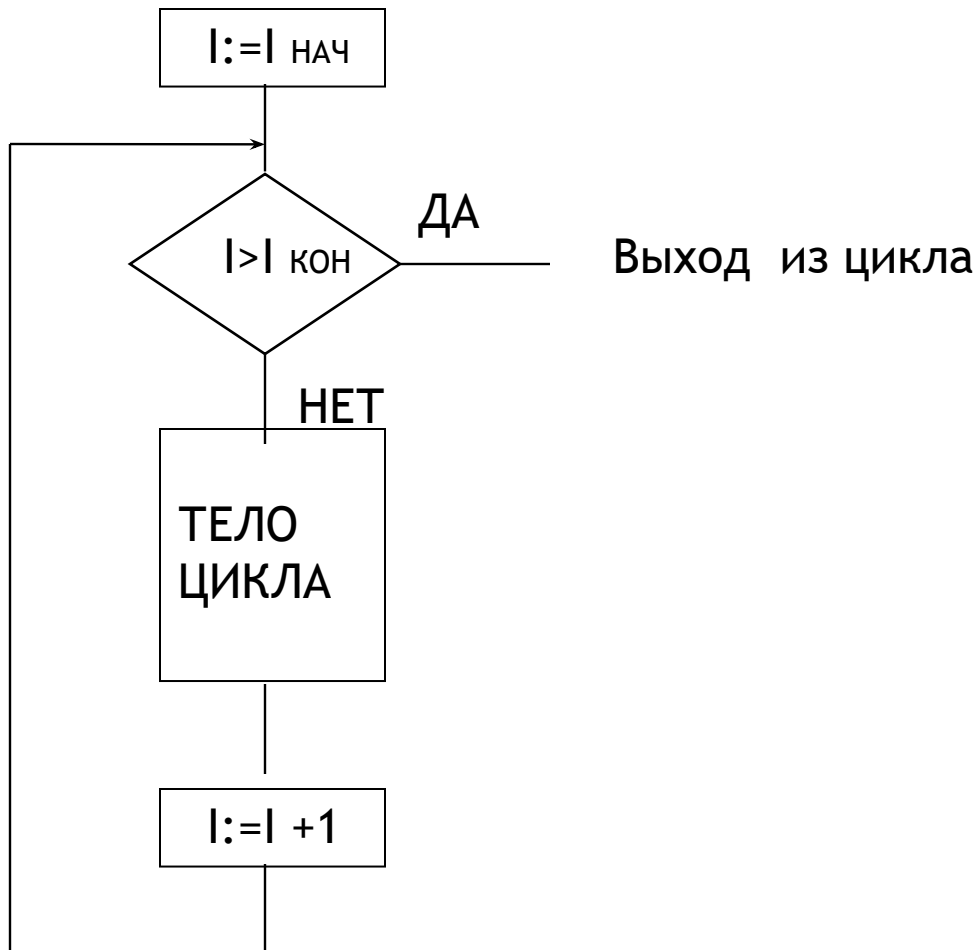 I:=I НАЧ
ДА
I>I КОН
Выход из цикла
НЕТ
ТЕЛО
ЦИКЛА
I:=I +1